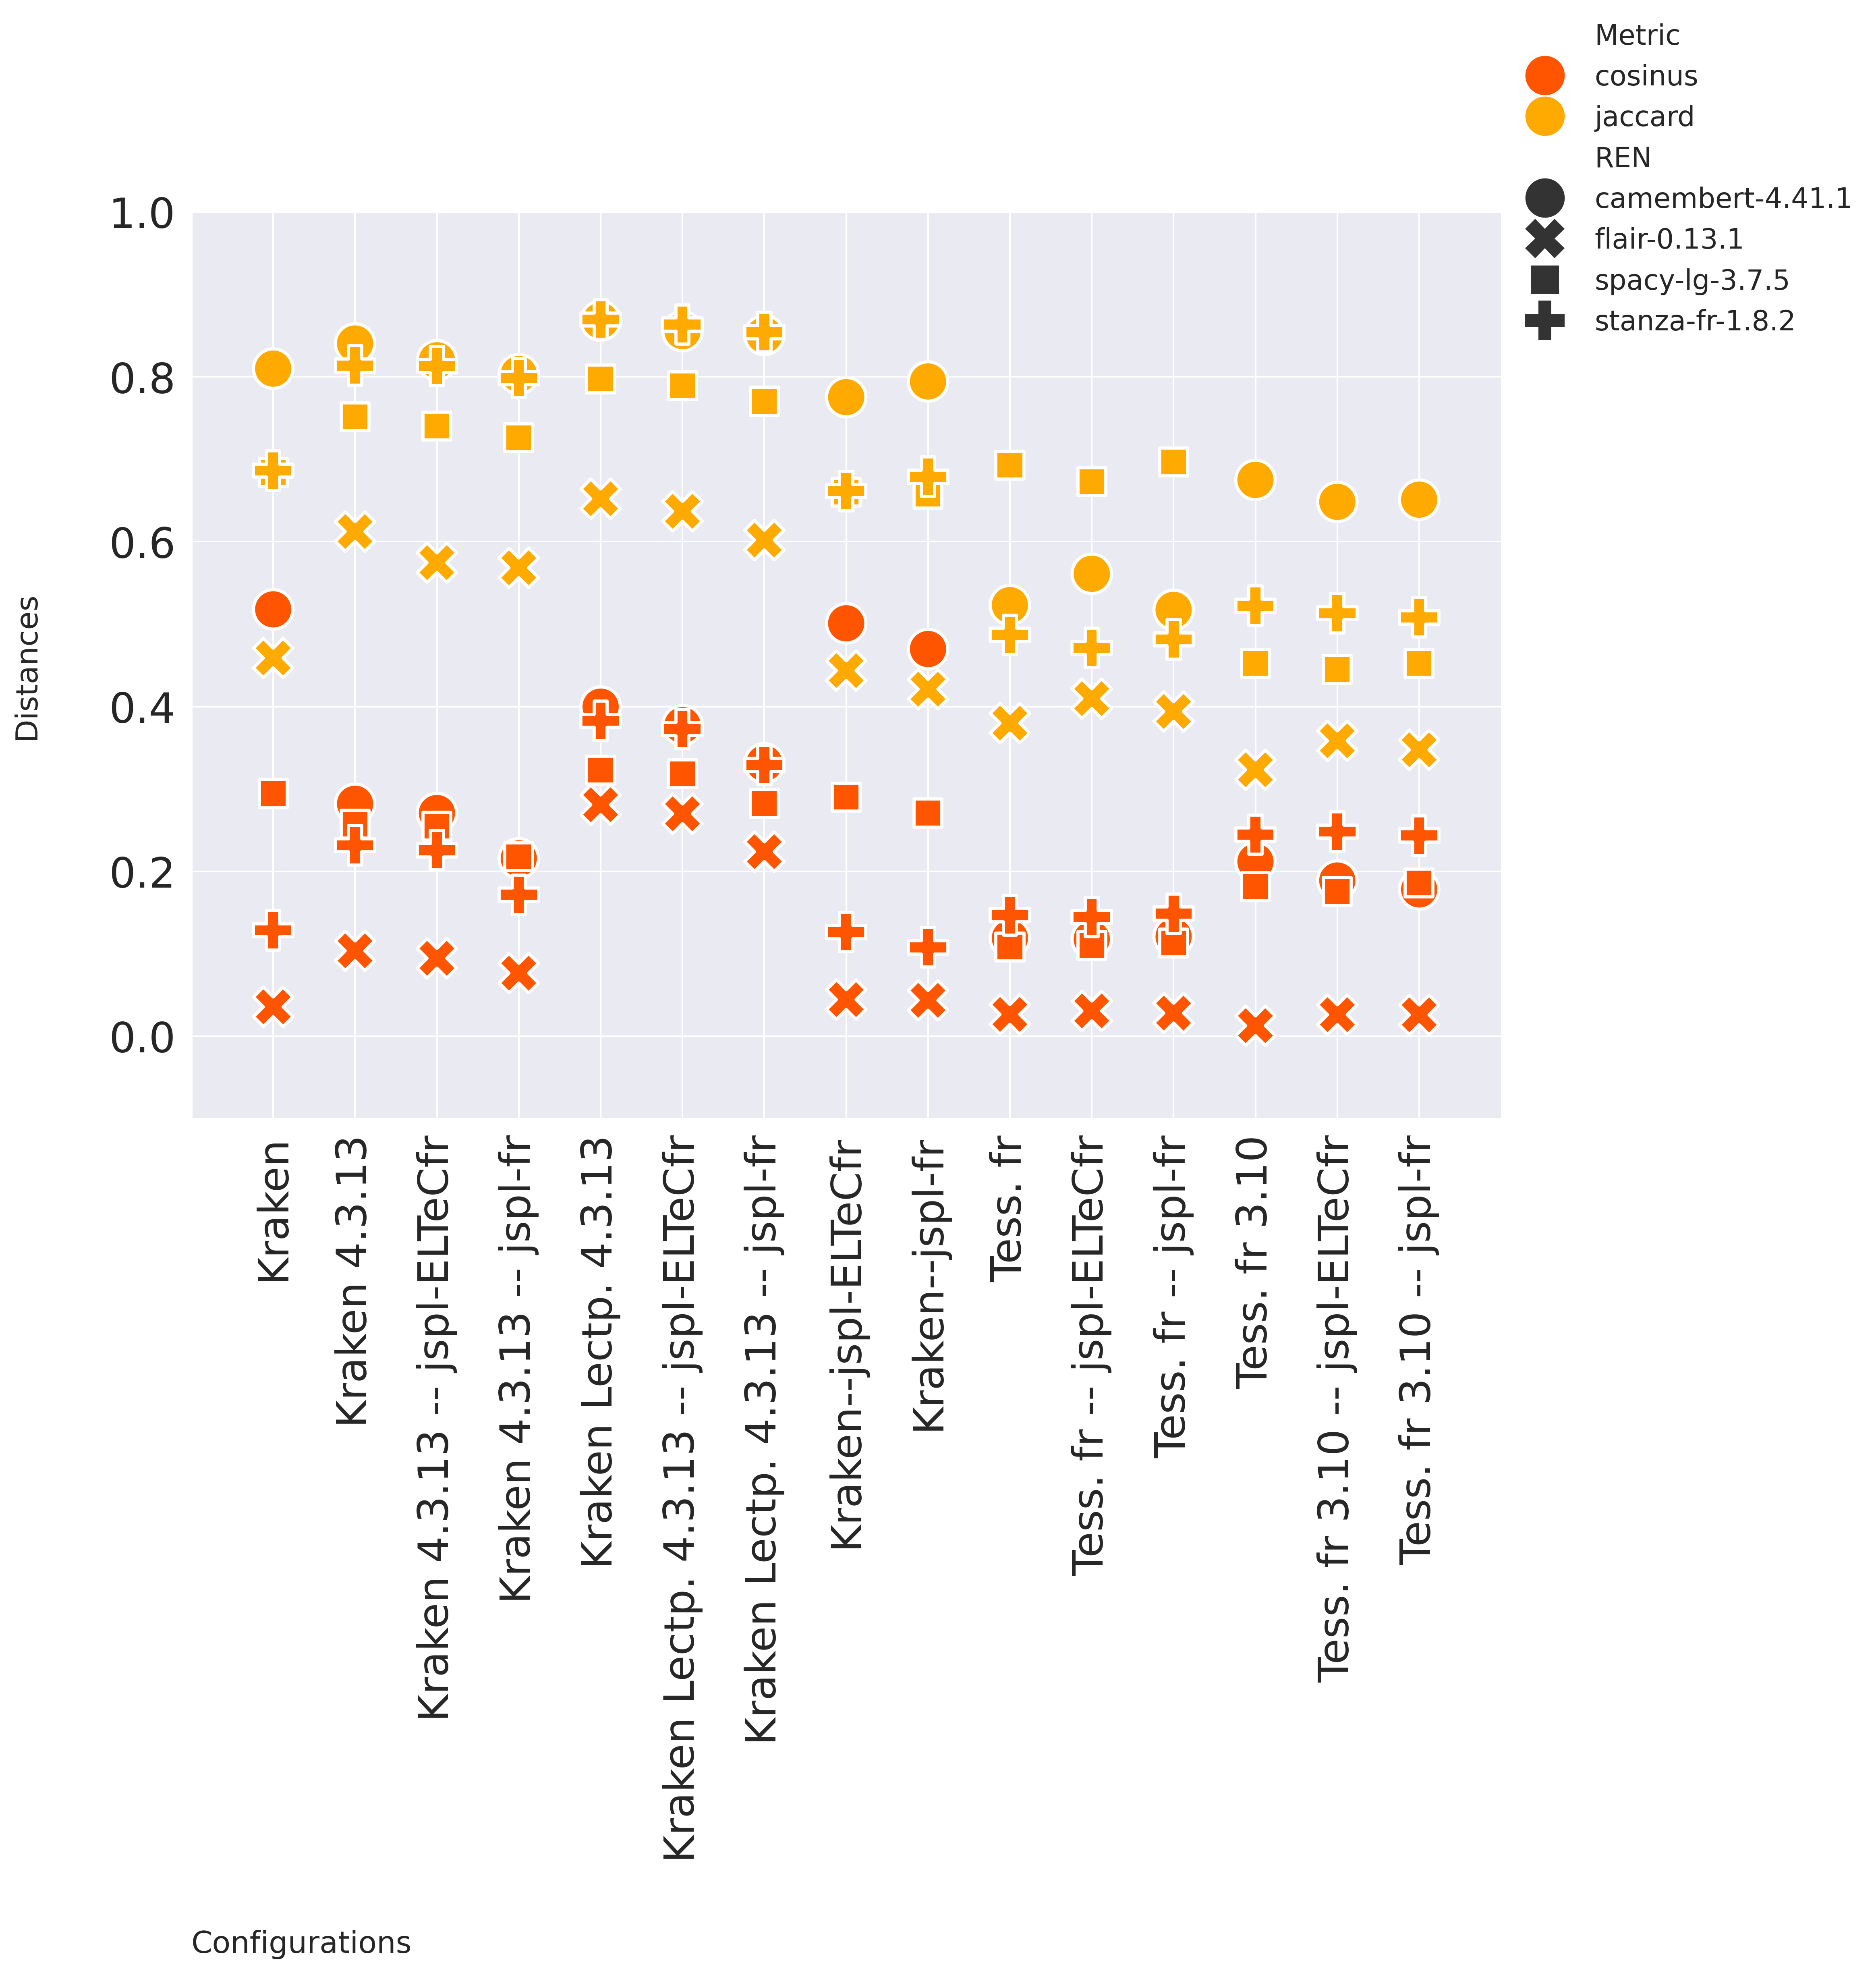 Metric
cosinus
jaccard
REN
camembert-4.41.1
flair-0.13.1
spacy-lg-3.7.5
stanza-fr-1.8.2
1.0
0.8
0.6
0.4
0.2
0.0
Distances
Kraken
Kraken 4.3.13
Kraken 4.3.13 -- jspl-ELTeCfr
Kraken 4.3.13 -- jspl-fr
Kraken Lectp. 4.3.13
Kraken Lectp. 4.3.13 -- jspl-ELTeCfr
Kraken Lectp. 4.3.13 -- jspl-fr
Kraken--jspl-ELTeCfr
Kraken--jspl-fr
Tess. fr
Tess. fr -- jspl-ELTeCfr
Tess. fr -- jspl-fr
Tess. fr 3.10
Tess. fr 3.10 -- jspl-ELTeCfr
Tess. fr 3.10 -- jspl-fr
Configurations